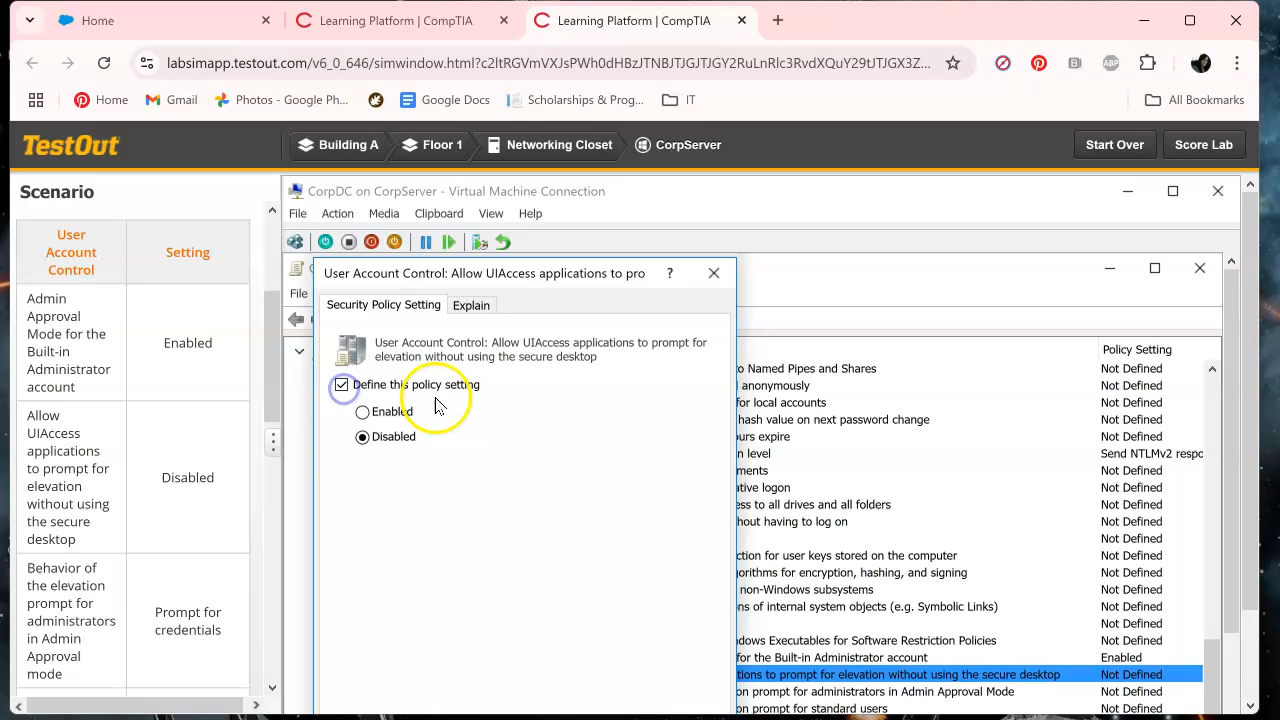 Home
Learning Platform | CompTIA
Learning Platform | CompTIA
labsimapp.testout.com/v6_0_646/simwindow.html?c2ltRGVmVXJsPWh0dHBzJTNBJTJGJTJGY2RuLnRlc3RvdXQuY29tJTJGX3Z...
ABP
Home
Gmail
Photos - Google Ph...
Google Docs
Scholarships & Prog...
IT
All Bookmarks
TestOut
Building A
Floor 1
Networking Closet
CorpServer
Start Over
Score Lab
Scenario
User
Account
Control
Setting
Admin
Approval
Mode for the
Built-in
Administrator
account
Enabled
Allow
UIAccess
applications
to prompt for
elevation
without using
the secure
desktop
Disabled
Behavior of
the elevation
prompt for
administrators
in Admin
Approval
mode
Prompt for
credentials
CorpDC on CorpServer - Virtual Machine Connection
File Action Media Clipboard View Help
File
User Account Control: Allow UIAccess applications to pro ?
Security Policy Setting
Explain
User Account Control: Allow UIAccess applications to prompt for
elevation without using the secure desktop
Define this policy setting
Enabled
Disabled
Policy Setting
to Named Pipes and Shares Not Defined
anonymously Not Defined
for local accounts Not Defined
hash value on next password change Not Defined
ours expire Not Defined
n level Send NTLMv2 respo
ments Not Defined
ative logon Not Defined
ess to all drives and all folders Not Defined
ithout having to log on Not Defined
Not Defined
ction for user keys stored on the computer Not Defined
gorithms for encryption, hashing, and signing Not Defined
non-Windows subsystems Not Defined
ns of internal system objects (e.g. Symbolic Links) Not Defined
Not Defined
dows Executables for Software Restriction Policies Not Defined
for the Built-in Administrator account Enabled
tions to prompt for elevation without using the secure desktop Not Defined
on prompt for administrators in Admin Approval Mode Not Defined
on prompt for standard users Not Defined